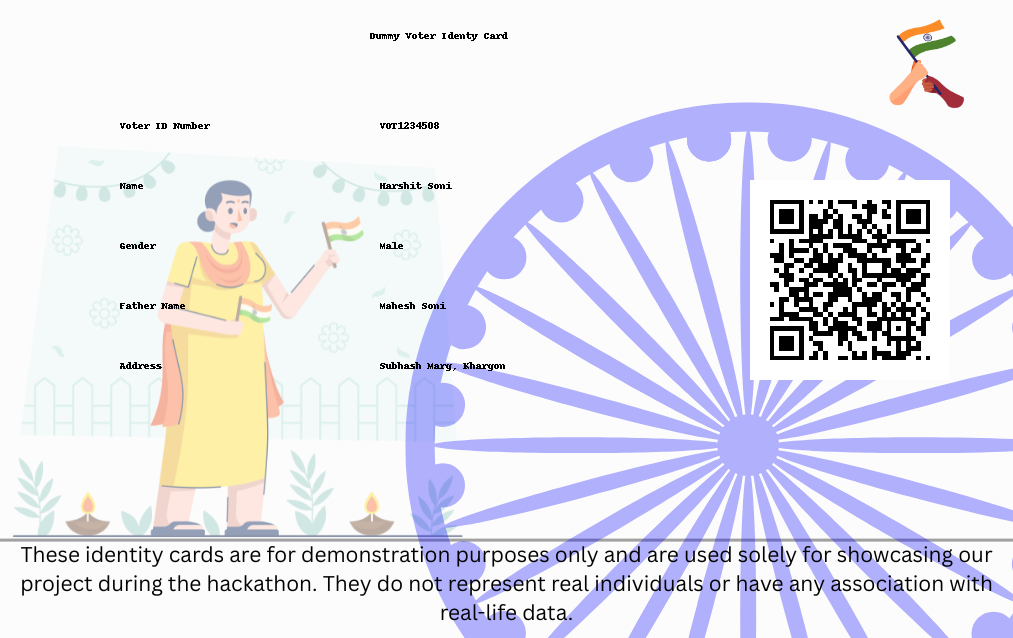 Dummy Voter Identy Card
Voter ID Number VOT1234508
Name Harshit Soni
Gender Male
Father Name Mahesh Soni
Address Subhash Marg, Khargon
These identity cards are for demonstration purposes only and are used solely for showcasing our
project during the hackathon. They do not represent real individuals or have any association with
real-life data.